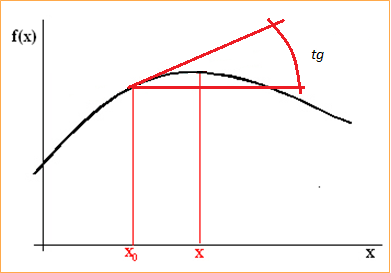 f(x)
tg
x₀
x
x